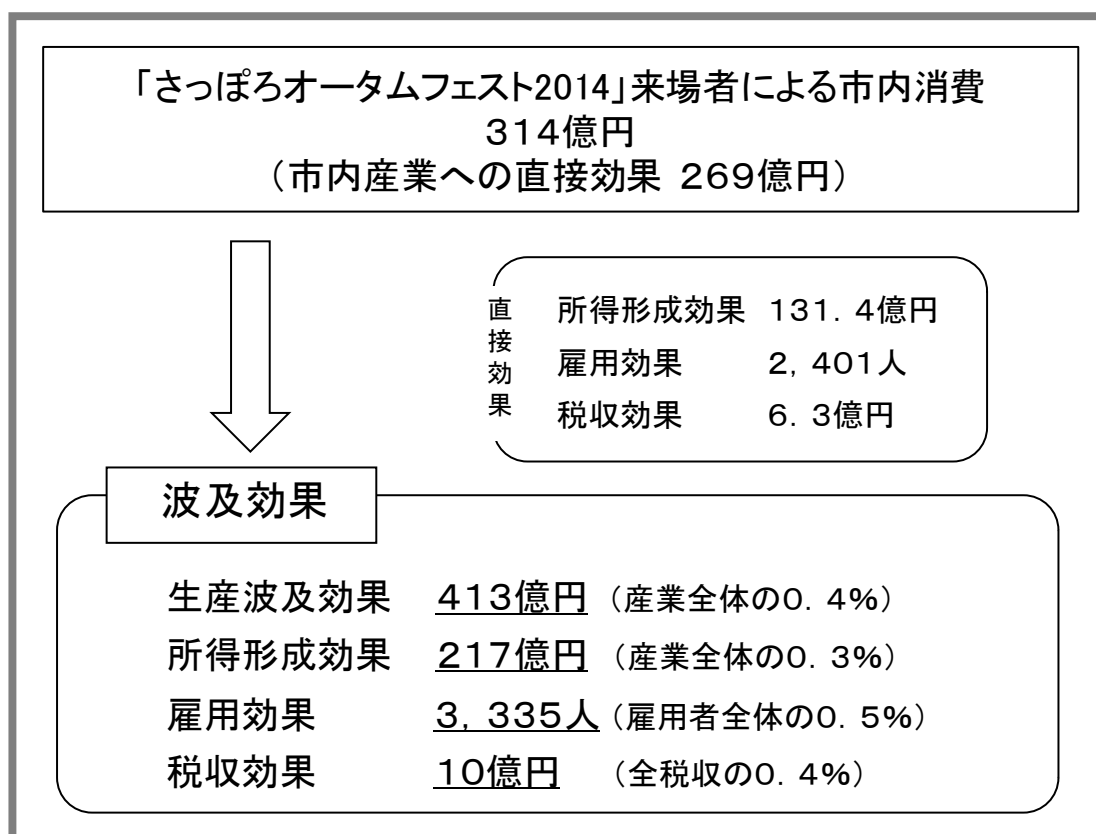 「さっぽろオータムフェスト2014」来場者による市内消費
３１４億円
（市内産業への直接効果 ２６９億円）
直接効果
所得形成効果 １３１．４億円
雇用効果 ２，４０１人
税収効果 ６．３億円
波及効果
生産波及効果 ４１３億円 （産業全体の０．４％）
所得形成効果 ２１７億円 （産業全体の０．３％）
雇用効果 ３，３３５人 （雇用者全体の０．５％）
税収効果 １０億円 （全税収の０．４％）